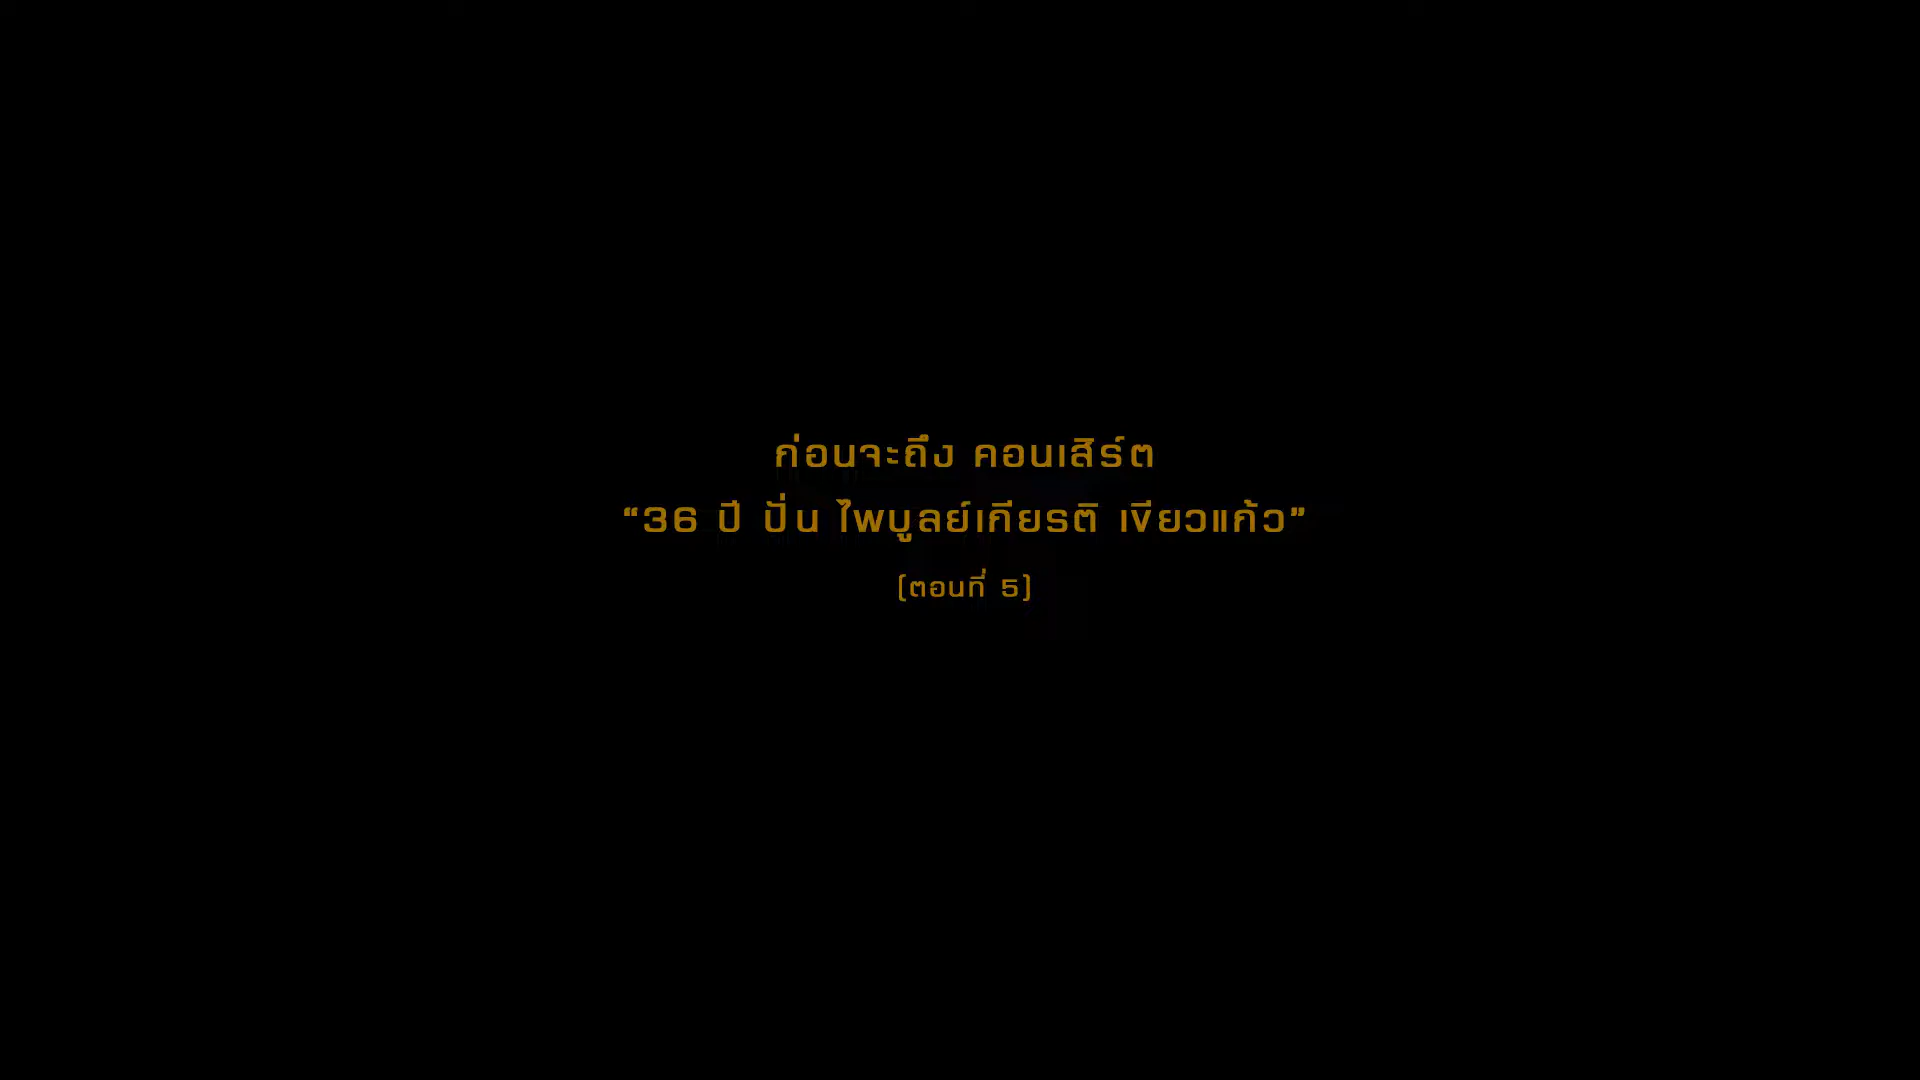 ก่อนจะถึง คอนเสิร์ต
“36 ปี ปั่น ไพบูลย์เกียรติ เขียวแก้ว”
(ตอนที่ 5)